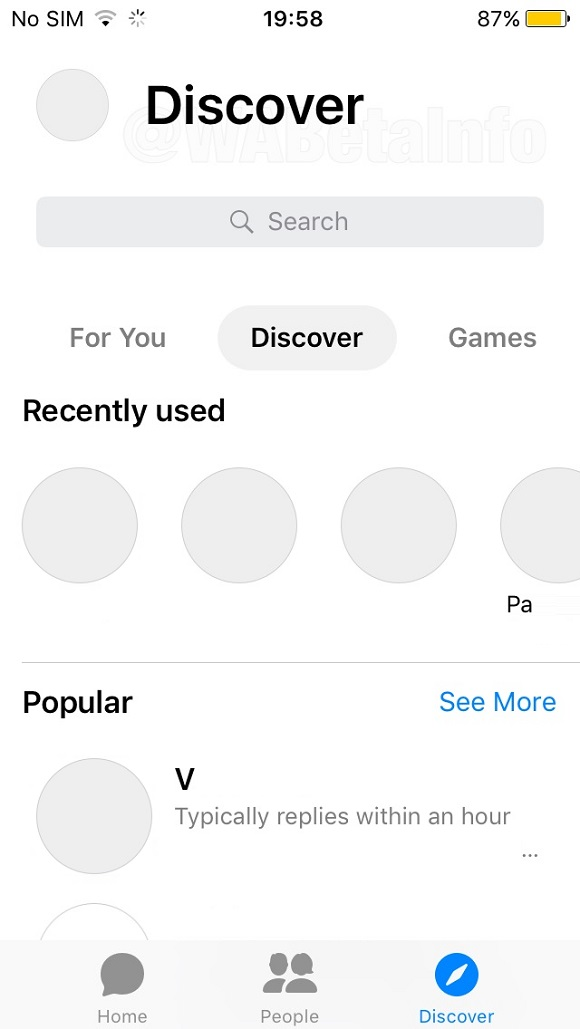 No SIM 19:58 87%
Discover
@WABetaInfo
Search
For You Discover Games
Recently used
Pa
Popular See More
V
Typically replies within an hour
...
Home People Discover